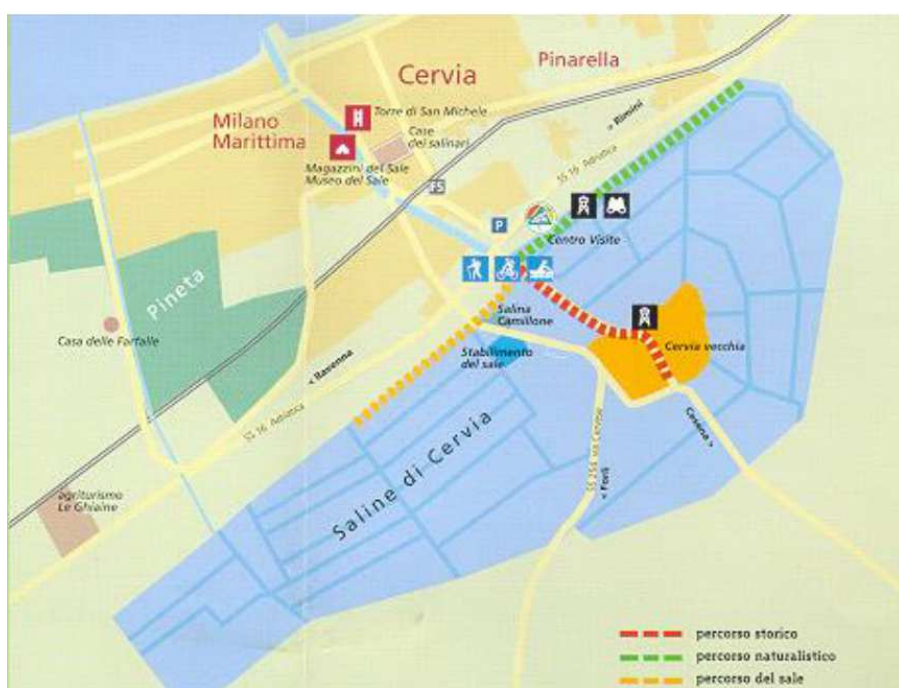 Pinarella
Cervia
Milano
Marittima
Torre di San Michele
Case
dei salinari
Magazzini del Sale
Museo del Sale
FS
> Rimini
SS 16 Adriatica
P
Centro Visite
Pineta
Casa delle Farfalle
Salina
Camillone
Cervia vecchia
Stabilimento
del sale
< Ravenna
SS 16 Adriatica
Saline di Cervia
Cesena >
SS 254 via Cervese
< Forlì
agriturismo
Le Ghiaine
percorso storico
percorso naturalistico
percorso del sale